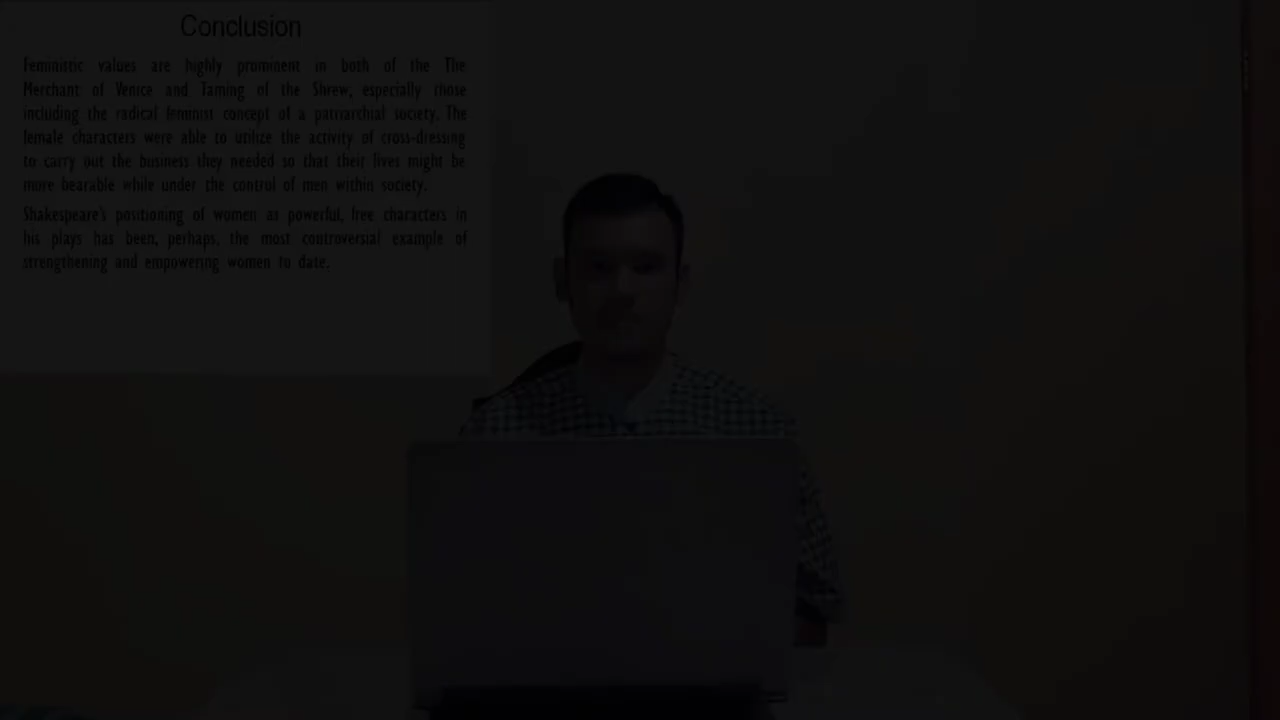 Conclusion
Feministic values are highly prominent in both of the The
Merchant of Venice and Taming of the Shrew; especially those
including the radical feminist concept of a patriarchial society. The
female characters were able to utilize the activity of cross-dressing
to carry out the business they needed so that their lives might be
more bearable while under the control of men within society.
Shakespeare's positioning of women as powerful, free characters in
his plays has been, perhaps, the most controversial example of
strengthening and empowering women to date.